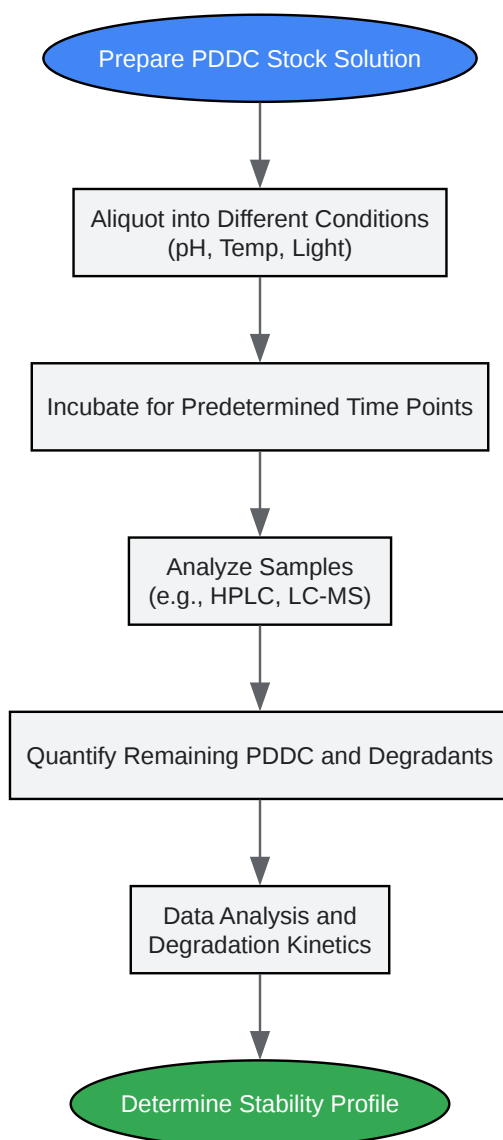 Prepare PDDC Stock Solution
Aliquot into Different Conditions
(pH, Temp, Light)
Incubate for Predetermined Time Points
Analyze Samples
(e.g., HPLC, LC-MS)
Quantify Remaining PDDC and Degradants
Data Analysis and
Degradation Kinetics
Determine Stability Profile